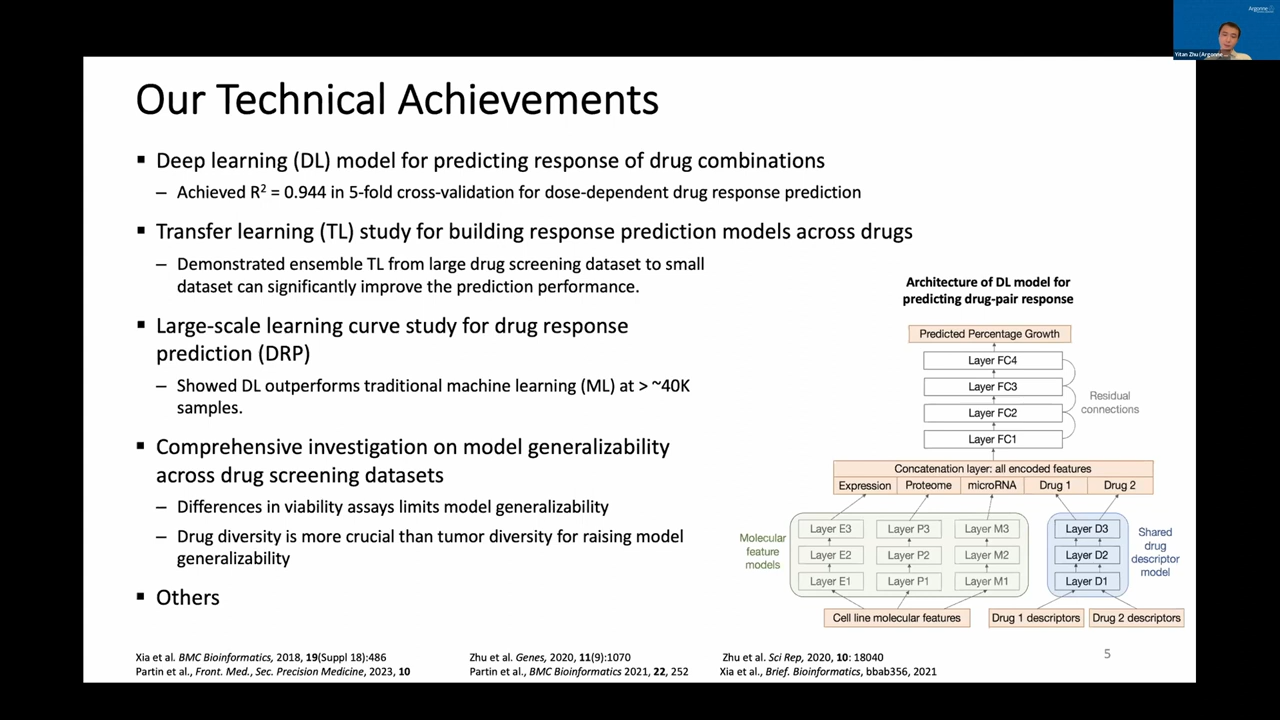 Argonne
Yitan Zhu (Argonne
Our Technical Achievements
▪ Deep learning (DL) model for predicting response of drug combinations
– Achieved R² = 0.944 in 5-fold cross-validation for dose-dependent drug response prediction
▪ Transfer learning (TL) study for building response prediction models across drugs
– Demonstrated ensemble TL from large drug screening dataset to small
dataset can significantly improve the prediction performance.
▪ Large-scale learning curve study for drug response
prediction (DRP)
– Showed DL outperforms traditional machine learning (ML) at > ~40K
samples.
▪ Comprehensive investigation on model generalizability
across drug screening datasets
– Differences in viability assays limits model generalizability
– Drug diversity is more crucial than tumor diversity for raising model
generalizability
▪ Others
Architecture of DL model for
predicting drug-pair response
Predicted Percentage Growth
Layer FC4
Layer FC3
Layer FC2
Layer FC1
Residual
connections
Concatenation layer: all encoded features
Expression Proteome microRNA Drug 1 Drug 2
Layer E3 Layer P3 Layer M3 Layer D3
Layer E2 Layer P2 Layer M2 Layer D2
Layer E1 Layer P1 Layer M1 Layer D1
Molecular
feature
models
Shared
drug
descriptor
model
Cell line molecular features Drug 1 descriptors Drug 2 descriptors
Xia et al. BMC Bioinformatics, 2018, 19(Suppl 18):486
Partin et al., Front. Med., Sec. Precision Medicine, 2023, 10
Zhu et al. Genes, 2020, 11(9):1070
Partin et al., BMC Bioinformatics 2021, 22, 252
Zhu et al. Sci Rep, 2020, 10: 18040
Xia et al., Brief. Bioinformatics, bbab356, 2021
5